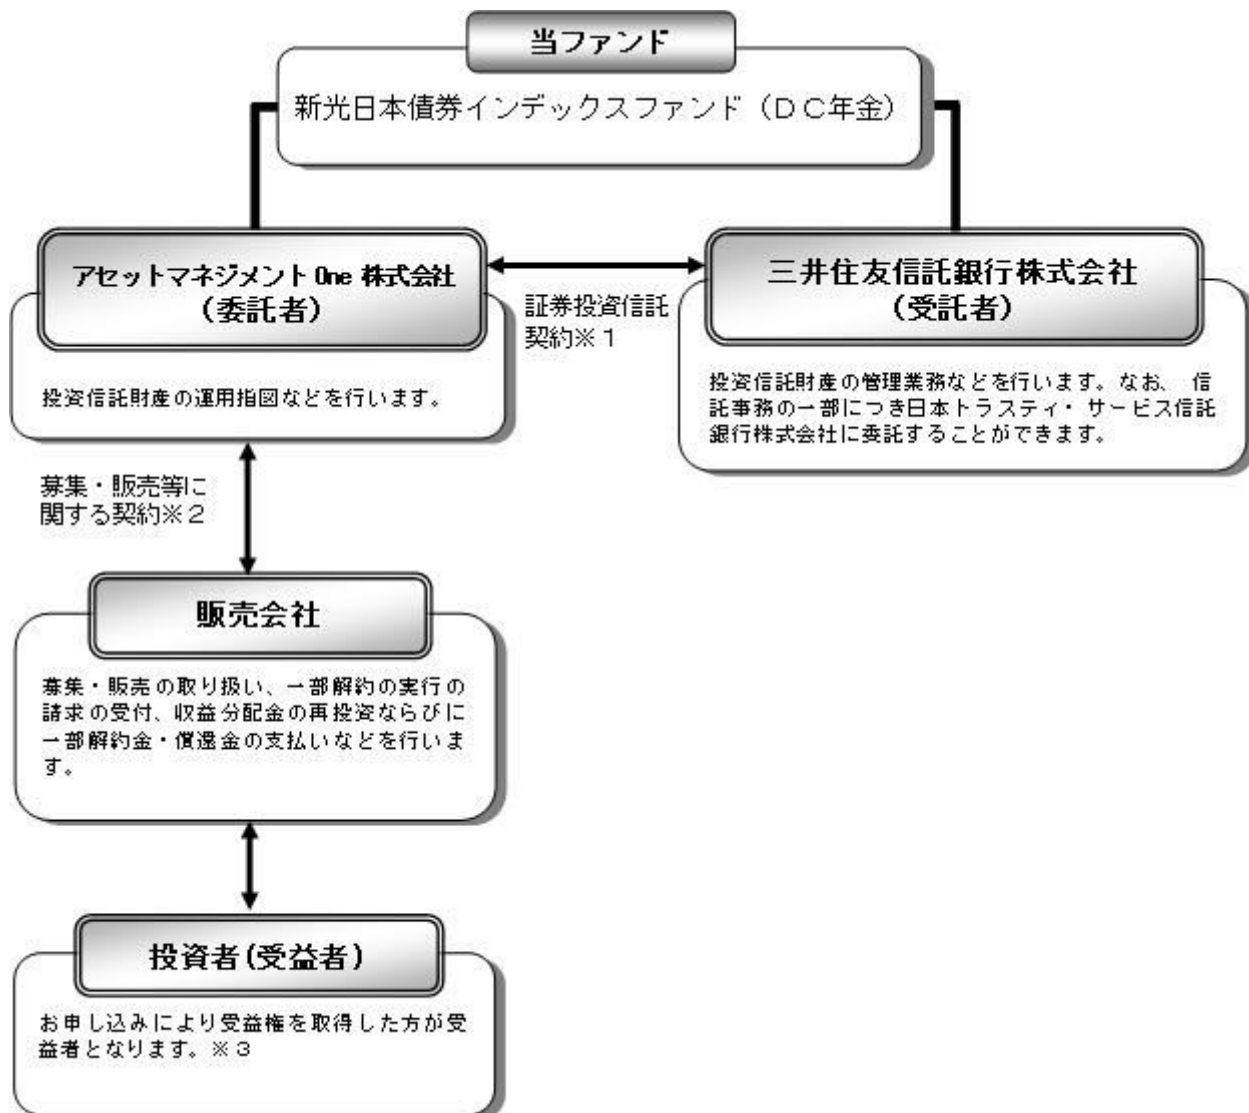 当ファンド
新光日本債券インデックスファンド（ＤＣ年金）
アセットマネジメント One 株式会社
（委託者）
投資信託財産の運用指図などを行います。
証券投資信託
契約※１
三井住友信託銀行株式会社
（受託者）
投資信託財産の管理業務などを行います。なお、 信
託事務の一部につき日本トラスティ・ サービス信託
銀行株式会社に委託することができます。
募集・販売等に
関する契約※２
販売会社
募集・販売の取り扱い、一部解約の実行の
請求の受付、収益分配金の再投資ならびに
一部解約金・償還金の支払いなどを行いま
す。
投資者(受益者)
お申し込みにより受益権を取得した方が受
益者となります。※３